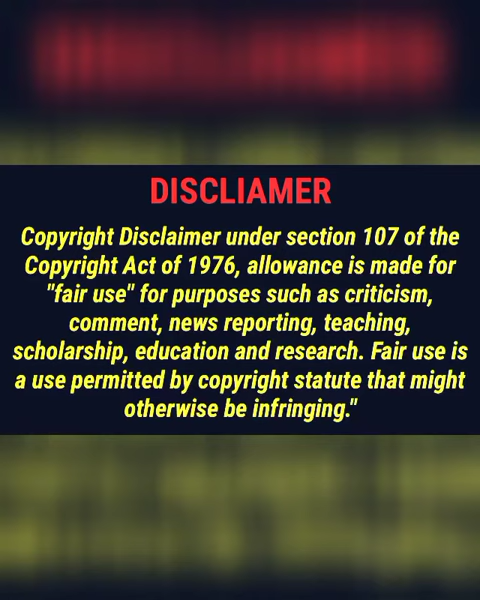 DISCLIAMER
Copyright Disclaimer under section 107 of the
Copyright Act of 1976, allowance is made for
"fair use" for purposes such as criticism,
comment, news reporting, teaching,
scholarship, education and research. Fair use is
a use permitted by copyright statute that might
otherwise be infringing."